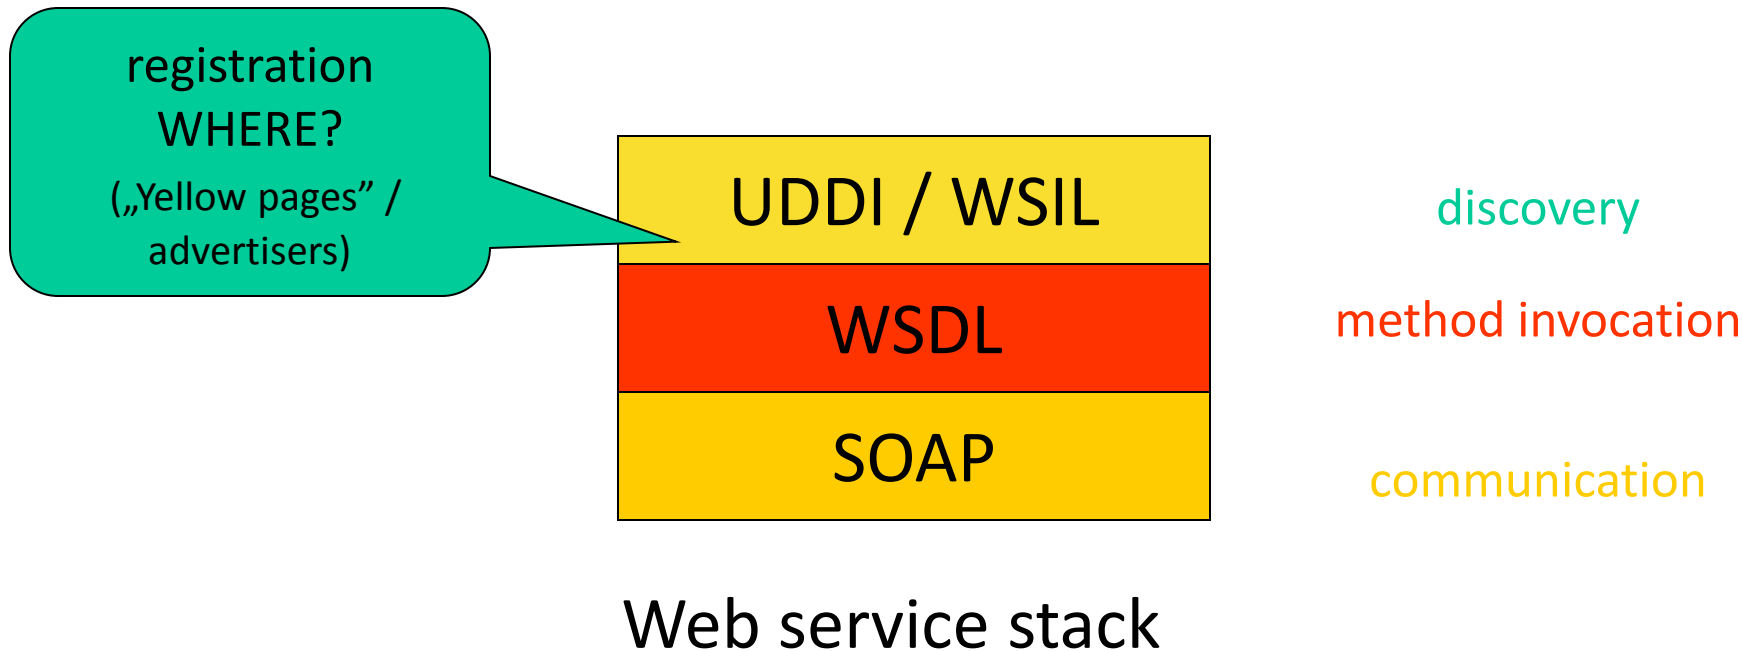 registration
WHERE?
(„Yellow pages” /
advertisers)
UDDI / WSIL
discovery
WSDL
method invocation
SOAP
communication
Web service stack